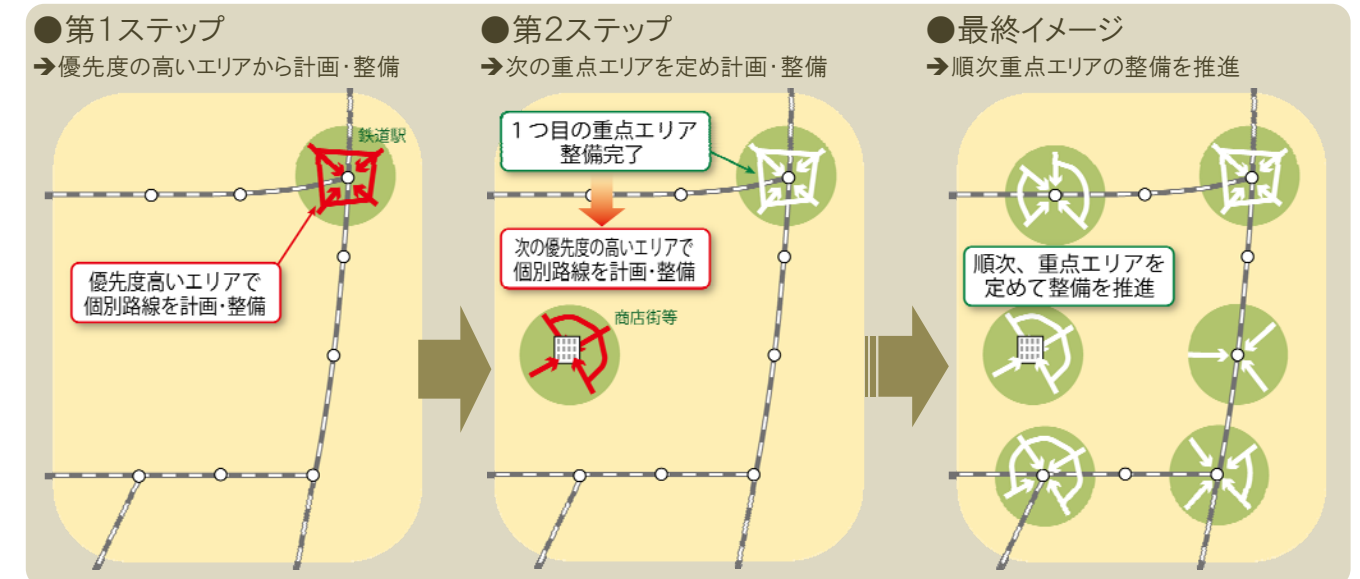 ●第1ステップ
➔優先度の高いエリアから計画･整備
鉄道駅
優先度高いエリアで
個別路線を計画･整備
●第2ステップ
➔次の重点エリアを定め計画･整備
1つ目の重点エリア
整備完了
次の優先度の高いエリアで
個別路線を計画･整備
商店街等
●最終イメージ
➔順次重点エリアの整備を推進
順次、重点エリアを
定めて整備を推進